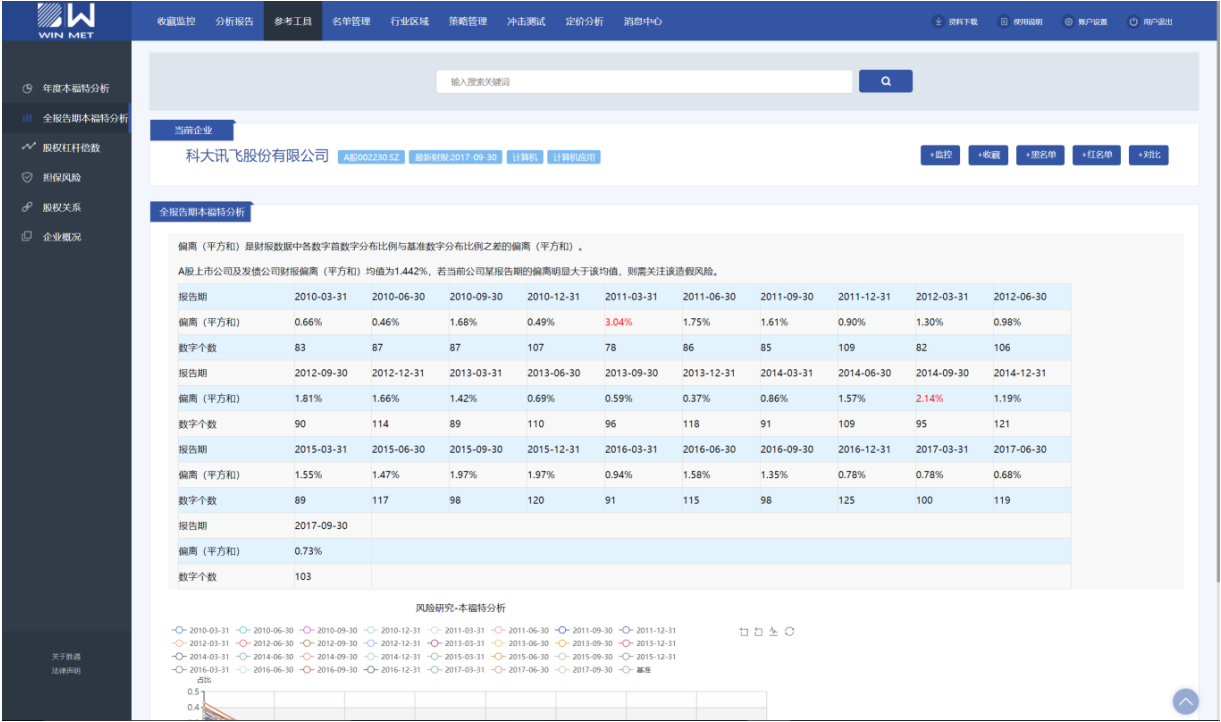 WIN MET
收藏监控 分析报告 参考工具 名单管理 行业区域 策略管理 冲击测试 定价分析 消息中心 资料下载 使用说明 账户设置 用户退出
年度本福特分析
全报告期本福特分析
股权杠杆倍数
担保风险
股权关系
企业概况
关于胜遇
法律声明
输入搜索关键词
当前企业
科大讯飞股份有限公司 A股002230.SZ 最新财报:2017-09-30 计算机 计算机应用 +监控 +收藏 +黑名单 +红名单 +对比
全报告期本福特分析
偏离（平方和）是财报数据中各数字首数字分布比例与基准数字分布比例之差的偏离（平方和）。
A股上市公司及发债公司财报偏离（平方和）均值为1.442%，若当前公司某报告期的偏离明显大于该均值，则需关注该造假风险。
报告期 2010-03-31 2010-06-30 2010-09-30 2010-12-31 2011-03-31 2011-06-30 2011-09-30 2011-12-31 2012-03-31 2012-06-30
偏离（平方和） 0.66% 0.46% 1.68% 0.49% 3.04% 1.75% 1.61% 0.90% 1.30% 0.98%
数字个数 83 87 87 107 78 86 85 109 82 106
报告期 2012-09-30 2012-12-31 2013-03-31 2013-06-30 2013-09-30 2013-12-31 2014-03-31 2014-06-30 2014-09-30 2014-12-31
偏离（平方和） 1.81% 1.66% 1.42% 0.69% 0.59% 0.37% 0.86% 1.57% 2.14% 1.19%
数字个数 90 114 89 110 96 118 91 109 95 121
报告期 2015-03-31 2015-06-30 2015-09-30 2015-12-31 2016-03-31 2016-06-30 2016-09-30 2016-12-31 2017-03-31 2017-06-30
偏离（平方和） 1.55% 1.47% 1.97% 1.97% 0.94% 1.58% 1.35% 0.78% 0.78% 0.68%
数字个数 89 117 98 120 91 115 98 125 100 119
报告期 2017-09-30
偏离（平方和） 0.73%
数字个数 103
风险研究-本福特分析
2010-03-31 2010-06-30 2010-09-30 2010-12-31 2011-03-31 2011-06-30 2011-09-30 2011-12-31
2012-03-31 2012-06-30 2012-09-30 2012-12-31 2013-03-31 2013-06-30 2013-09-30 2013-12-31
2014-03-31 2014-06-30 2014-09-30 2014-12-31 2015-03-31 2015-06-30 2015-09-30 2015-12-31
2016-03-31 2016-06-30 2016-09-30 2016-12-31 2017-03-31 2017-06-30 2017-09-30 基准
占比
0.5
0.4